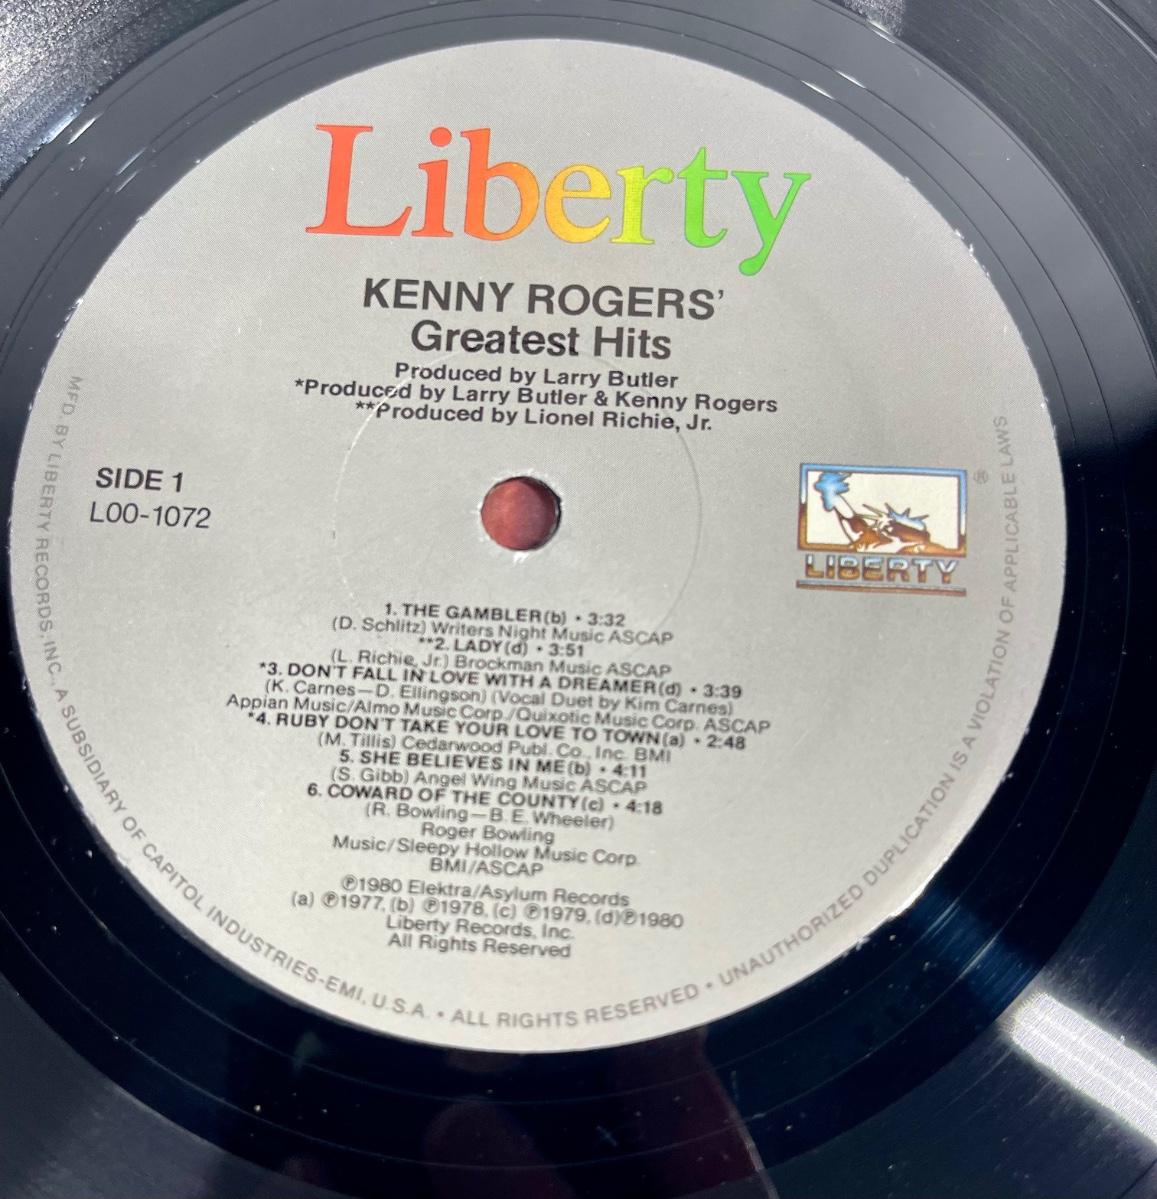 Liberty
KENNY ROGERS'
Greatest Hits
Produced by Larry Butler
*Produced by Larry Butler & Kenny Rogers
**Produced by Lionel Richie, Jr.
SIDE 1
LOO-1072
®
LIBERTY
1. THE GAMBLER(b) • 3:32
(D. Schlitz) Writers Night Music ASCAP
**2. LADY(d) • 3:51
(L. Richie, Jr.) Brockman Music ASCAP
*3. DON'T FALL IN LOVE WITH A DREAMER(d) • 3:39
(K. Carnes—D. Ellingson) (Vocal Duet by Kim Carnes)
Appian Music/Almo Music Corp./Quixotic Music Corp. ASCAP
*4. RUBY DON'T TAKE YOUR LOVE TO TOWN(a) • 2:48
(M. Tillis) Cedarwood Publ. Co., Inc. BMI
5. SHE BELIEVES IN ME(b) • 4:11
(S. Gibb) Angel Wing Music ASCAP
6. COWARD OF THE COUNTY(c) • 4:18
(R. Bowling—B. E. Wheeler)
Roger Bowling
Music/Sleepy Hollow Music Corp.
BMI/ASCAP
℗1980 Elektra/Asylum Records
(a) ℗1977, (b) ℗1978, (c) ℗1979, (d)℗1980
Liberty Records, Inc.
All Rights Reserved
MFD. BY LIBERTY RECORDS, INC., A SUBSIDIARY OF CAPITOL INDUSTRIES-EMI, U.S.A. • ALL RIGHTS RESERVED • UNAUTHORIZED DUPLICATION IS A VIOLATION OF APPLICABLE LAWS